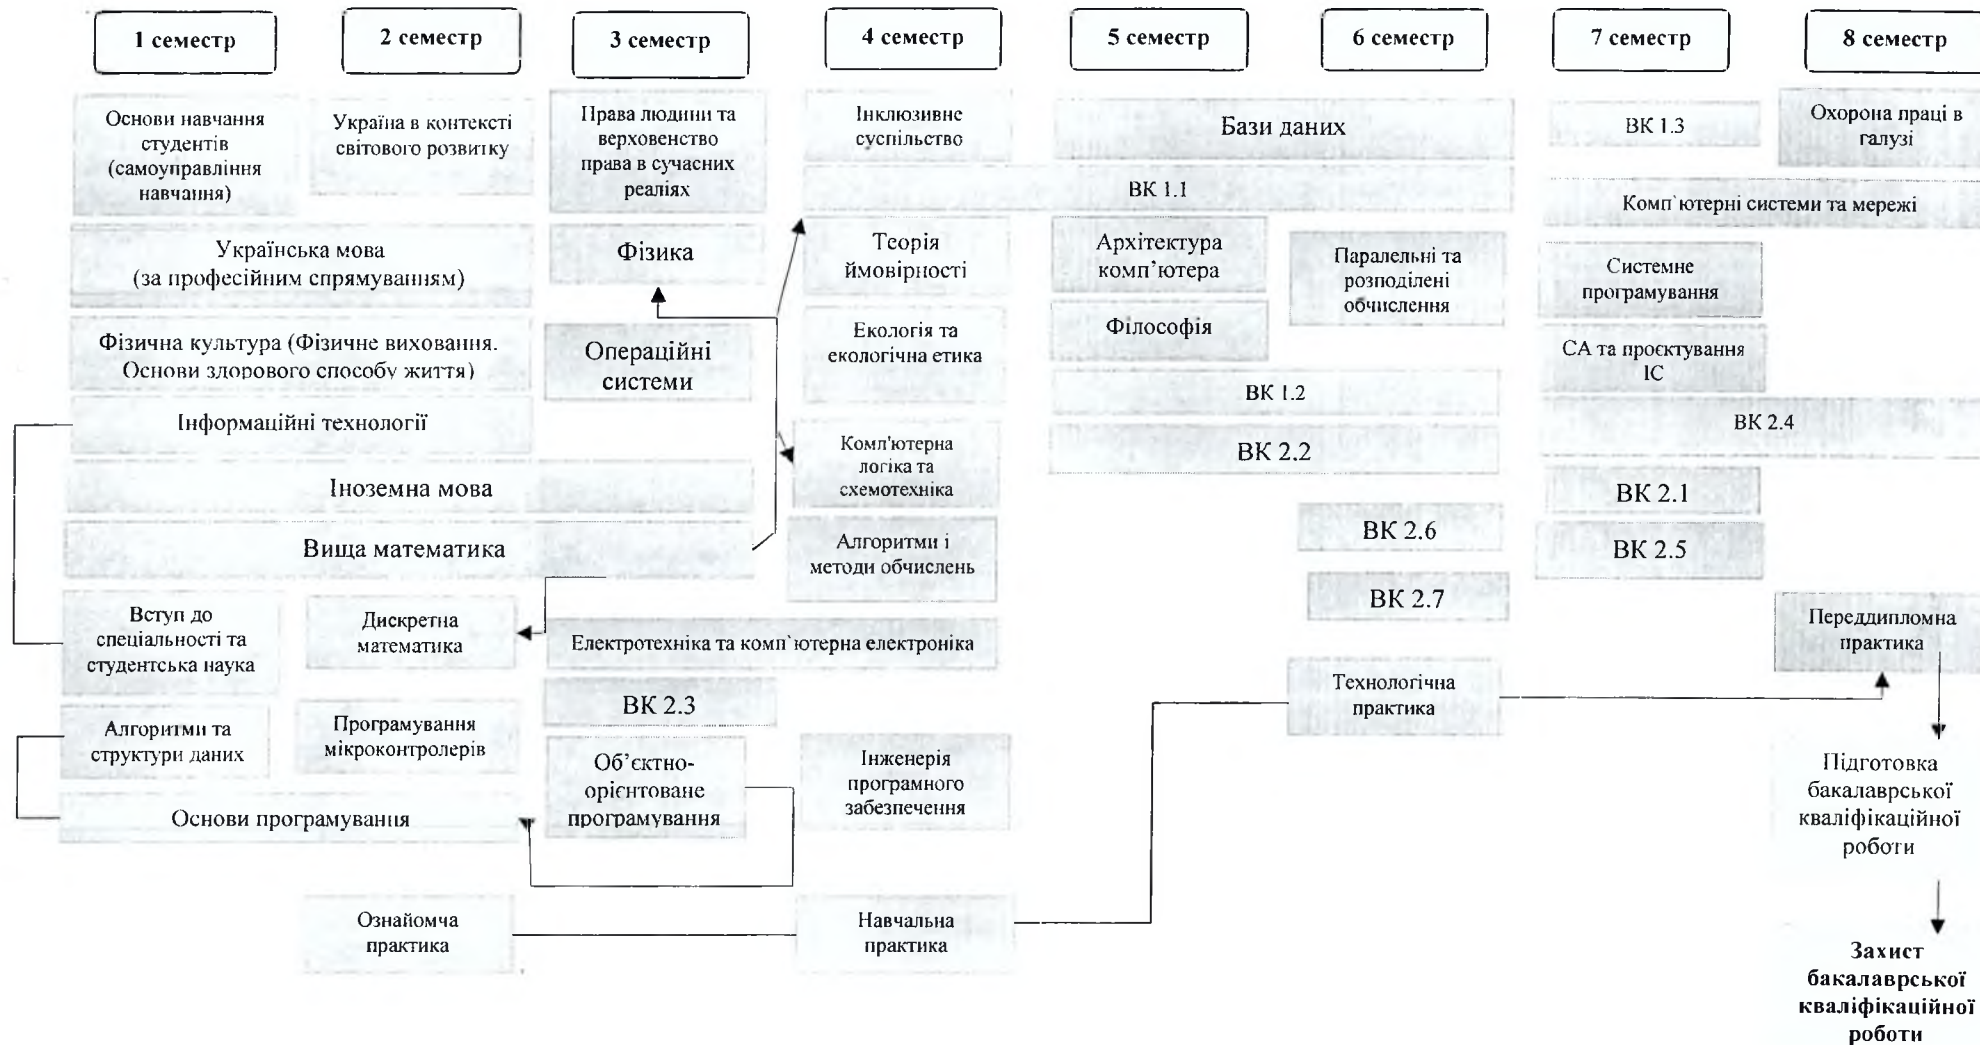 1 семестр
2 семестр
3 семестр
4 семестр
5 семестр
6 семестр
7 семестр
8 семестр
Основи навчання
студентів
(самоуправління
навчання)
Україна в контексті
світового розвитку
Права людини та
верховенство
права в сучасних
реаліях
Інклюзивне
суспільство
Бази даних
ВК 1.3
Охорона праці в
галузі
ВК 1.1
Комп`ютерні системи та мережі
Українська мова
(за професійним спрямуванням)
Фізика
Теорія
ймовірності
Архітектура
комп’ютера
Паралельні та
розподілені
обчислення
Системне
програмування
Фізична культура (Фізичне виховання.
Основи здорового способу життя)
Операційні
системи
Екологія та
екологічна етика
Філософія
СА та проєктування
ІС
ВК 1.2
Інформаційні технології
ВК 2.4
Комп'ютерна
логіка та
схемотехніка
ВК 2.2
Іноземна мова
ВК 2.1
Вища математика
Алгоритми і
методи обчислень
ВК 2.6
ВК 2.5
ВК 2.7
Вступ до
спеціальності та
студентська наука
Дискретна
математика
Електротехніка та комп`ютерна електроніка
Переддипломна
практика
Технологічна
практика
ВК 2.3
Алгоритми та
структури даних
Програмування
мікроконтролерів
Об’єктно-
орієнтоване
програмування
Інженерія
програмного
забезпечення
Підготовка
бакалаврської
кваліфікаційної
роботи
Основи програмування
Ознайомча
практика
Навчальна
практика
Захист
бакалаврської
кваліфікаційної
роботи